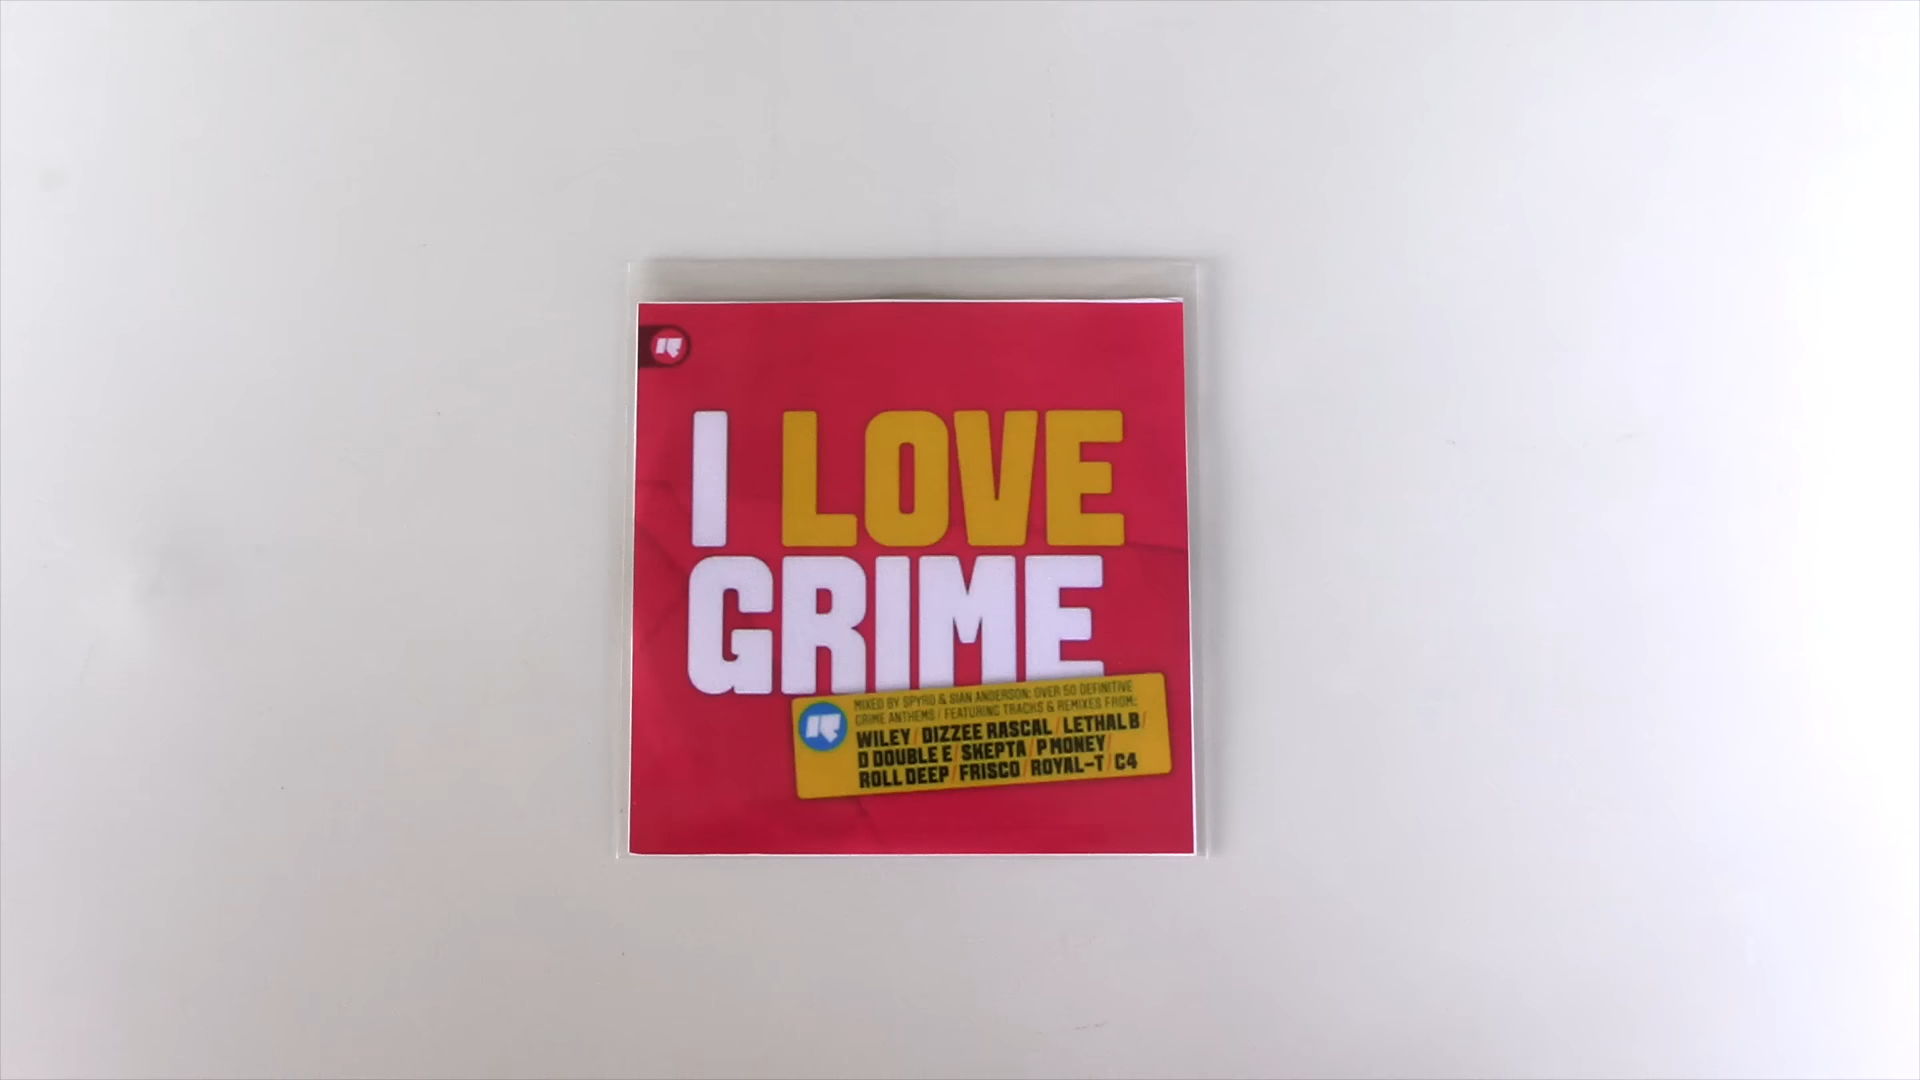 I LOVE
GRIME
MIXED BY SPYRO & SIAN ANDERSON: OVER 50 DEFINITIVE
GRIME ANTHEMS / FEATURING TRACKS & REMIXES FROM:
WILEY / DIZZEE RASCAL / LETHAL B /
D DOUBLE E / SKEPTA / P MONEY /
ROLL DEEP / FRISCO / ROYAL-T / C4